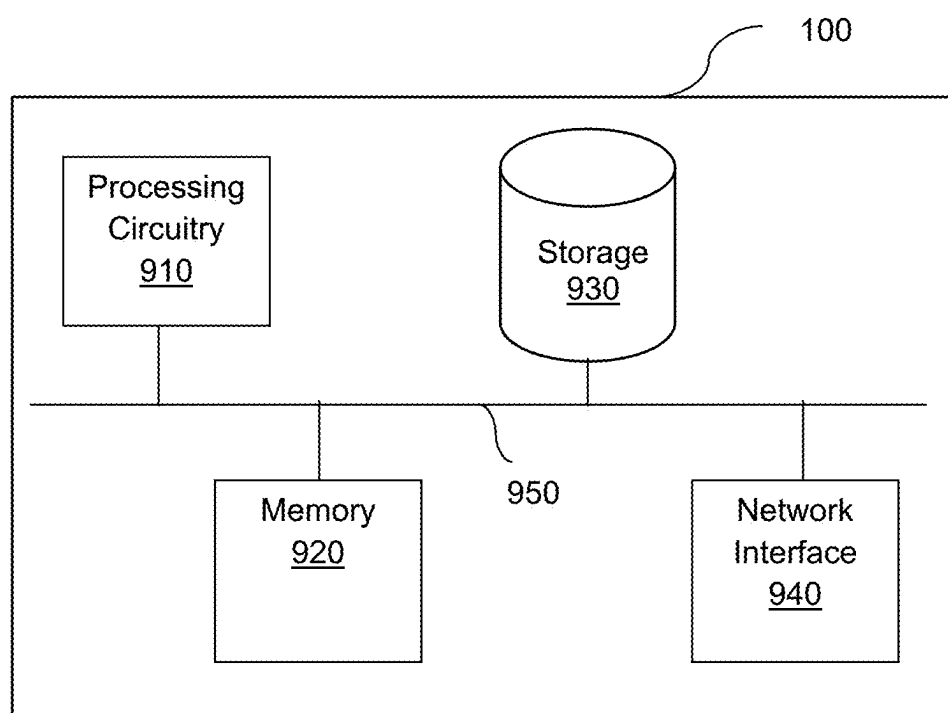 100
Processing
Circuitry
910
Storage
930
950
Memory
920
Network
Interface
940